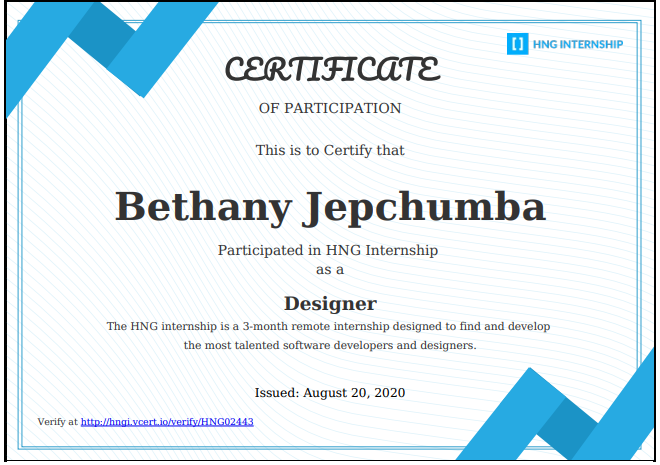 HNG INTERNSHIP
CERTIFICATE
OF PARTICIPATION
This is to Certify that
Bethany Jepchumba
Participated in HNG Internship
as a
Designer
The HNG internship is a 3-month remote internship designed to find and develop
the most talented software developers and designers.
Issued: August 20, 2020
Verify at http://hngi.vcert.io/verify/HNG02443